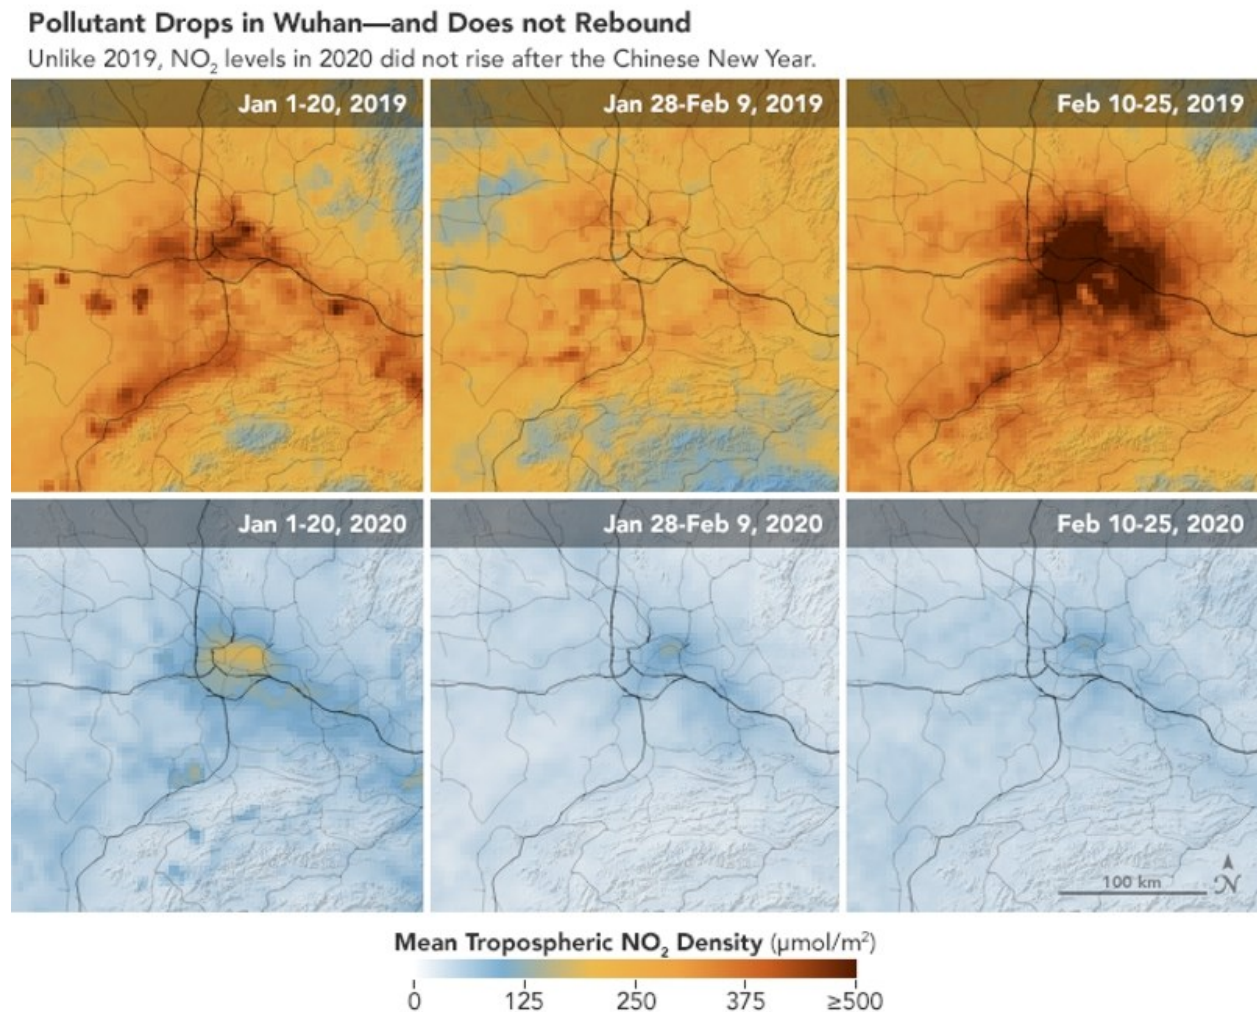 Pollutant Drops in Wuhan—and Does not Rebound
Unlike 2019, NO₂ levels in 2020 did not rise after the Chinese New Year.
Jan 1-20, 2019
Jan 28-Feb 9, 2019
Feb 10-25, 2019
Jan 1-20, 2020
Jan 28-Feb 9, 2020
Feb 10-25, 2020
100 km
N
Mean Tropospheric NO₂ Density (µmol/m²)
0 125 250 375 ≥500